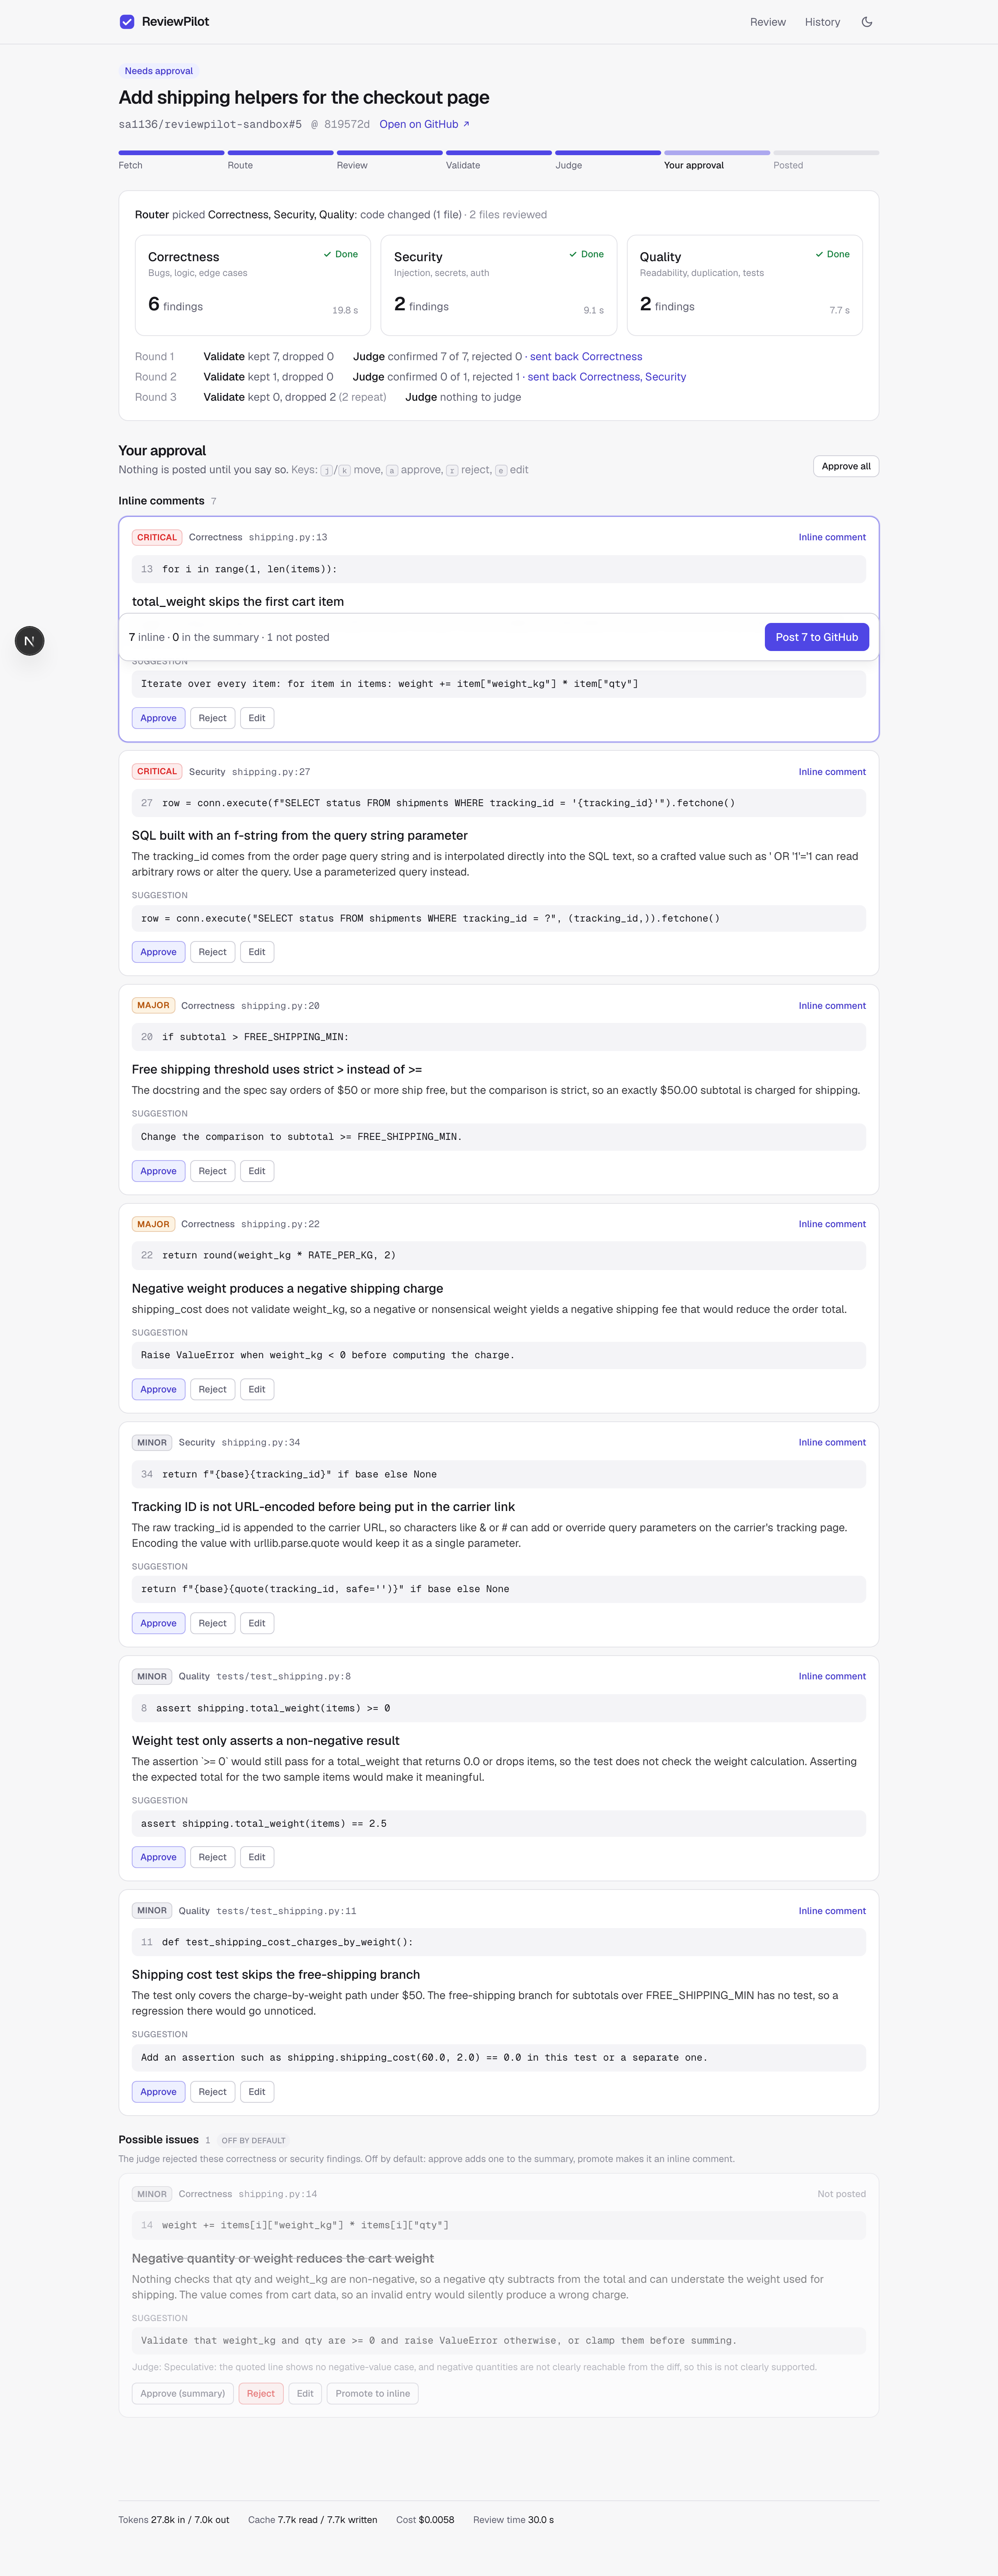 ReviewPilot
Review History
Needs approval
Add shipping helpers for the checkout page
sa1136/reviewpilot-sandbox#5 @ 819572d Open on GitHub ↗
Fetch Route Review Validate Judge Your approval Posted
Router picked Correctness, Security, Quality: code changed (1 file) · 2 files reviewed
Correctness ✓ Done
Bugs, logic, edge cases
6 findings 19.8 s
Security ✓ Done
Injection, secrets, auth
2 findings 9.1 s
Quality ✓ Done
Readability, duplication, tests
2 findings 7.7 s
Round 1 Validate kept 7, dropped 0 Judge confirmed 7 of 7, rejected 0 · sent back Correctness
Round 2 Validate kept 1, dropped 0 Judge confirmed 0 of 1, rejected 1 · sent back Correctness, Security
Round 3 Validate kept 0, dropped 2 (2 repeat) Judge nothing to judge
Your approval
Nothing is posted until you say so. Keys: j/k move, a approve, r reject, e edit
Approve all
Inline comments 7
CRITICAL Correctness shipping.py:13 Inline comment
13 for i in range(1, len(items)):
total_weight skips the first cart item
7 inline · 0 in the summary · 1 not posted Post 7 to GitHub
N
SUGGESTION
Iterate over every item: for item in items: weight += item["weight_kg"] * item["qty"]
Approve Reject Edit
CRITICAL Security shipping.py:27 Inline comment
27 row = conn.execute(f"SELECT status FROM shipments WHERE tracking_id = '{tracking_id}'").fetchone()
SQL built with an f-string from the query string parameter
The tracking_id comes from the order page query string and is interpolated directly into the SQL text, so a crafted value such as ' OR '1'='1 can read
arbitrary rows or alter the query. Use a parameterized query instead.
SUGGESTION
row = conn.execute("SELECT status FROM shipments WHERE tracking_id = ?", (tracking_id,)).fetchone()
Approve Reject Edit
MAJOR Correctness shipping.py:20 Inline comment
20 if subtotal > FREE_SHIPPING_MIN:
Free shipping threshold uses strict > instead of >=
The docstring and the spec say orders of $50 or more ship free, but the comparison is strict, so an exactly $50.00 subtotal is charged for shipping.
SUGGESTION
Change the comparison to subtotal >= FREE_SHIPPING_MIN.
Approve Reject Edit
MAJOR Correctness shipping.py:22 Inline comment
22 return round(weight_kg * RATE_PER_KG, 2)
Negative weight produces a negative shipping charge
shipping_cost does not validate weight_kg, so a negative or nonsensical weight yields a negative shipping fee that would reduce the order total.
SUGGESTION
Raise ValueError when weight_kg < 0 before computing the charge.
Approve Reject Edit
MINOR Security shipping.py:34 Inline comment
34 return f"{base}{tracking_id}" if base else None
Tracking ID is not URL-encoded before being put in the carrier link
The raw tracking_id is appended to the carrier URL, so characters like & or # can add or override query parameters on the carrier's tracking page.
Encoding the value with urllib.parse.quote would keep it as a single parameter.
SUGGESTION
return f"{base}{quote(tracking_id, safe='')}" if base else None
Approve Reject Edit
MINOR Quality tests/test_shipping.py:8 Inline comment
8 assert shipping.total_weight(items) >= 0
Weight test only asserts a non-negative result
The assertion `>= 0` would still pass for a total_weight that returns 0.0 or drops items, so the test does not check the weight calculation. Asserting
the expected total for the two sample items would make it meaningful.
SUGGESTION
assert shipping.total_weight(items) == 2.5
Approve Reject Edit
MINOR Quality tests/test_shipping.py:11 Inline comment
11 def test_shipping_cost_charges_by_weight():
Shipping cost test skips the free-shipping branch
The test only covers the charge-by-weight path under $50. The free-shipping branch for subtotals over FREE_SHIPPING_MIN has no test, so a
regression there would go unnoticed.
SUGGESTION
Add an assertion such as shipping.shipping_cost(60.0, 2.0) == 0.0 in this test or a separate one.
Approve Reject Edit
Possible issues 1 OFF BY DEFAULT
The judge rejected these correctness or security findings. Off by default: approve adds one to the summary, promote makes it an inline comment.
MINOR Correctness shipping.py:14 Not posted
14 weight += items[i]["weight_kg"] * items[i]["qty"]
Negative quantity or weight reduces the cart weight
Nothing checks that qty and weight_kg are non-negative, so a negative qty subtracts from the total and can understate the weight used for
shipping. The value comes from cart data, so an invalid entry would silently produce a wrong charge.
SUGGESTION
Validate that weight_kg and qty are >= 0 and raise ValueError otherwise, or clamp them before summing.
Judge: Speculative: the quoted line shows no negative-value case, and negative quantities are not clearly reachable from the diff, so this is not clearly supported.
Approve (summary) Reject Edit Promote to inline
Tokens 27.8k in / 7.0k out Cache 7.7k read / 7.7k written Cost $0.0058 Review time 30.0 s